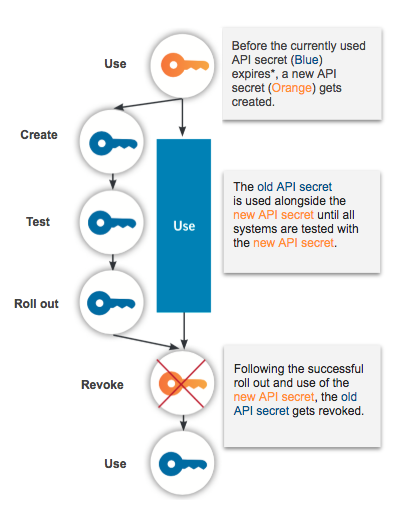 Use
Before the currently used
API secret (Blue)
expires*, a new API
secret (Orange) gets
created.
Create
Test
Use
The old API secret
is used alongside the
new API secret until all
systems are tested with
the new API secret.
Roll out
Revoke
Following the successful
roll out and use of the
new API secret, the old
API secret gets revoked.
Use